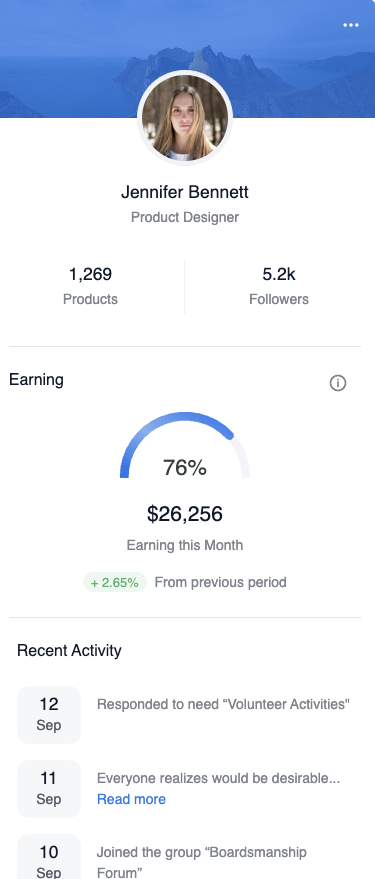 Jennifer Bennett
Product Designer
1,269
Products
5.2k
Followers
Earning
76%
$26,256
Earning this Month
+ 2.65% From previous period
Recent Activity
12
Sep
Responded to need “Volunteer Activities"
11
Sep
Everyone realizes would be desirable...
Read more
10
Sep
Joined the group “Boardsmanship
Forum”